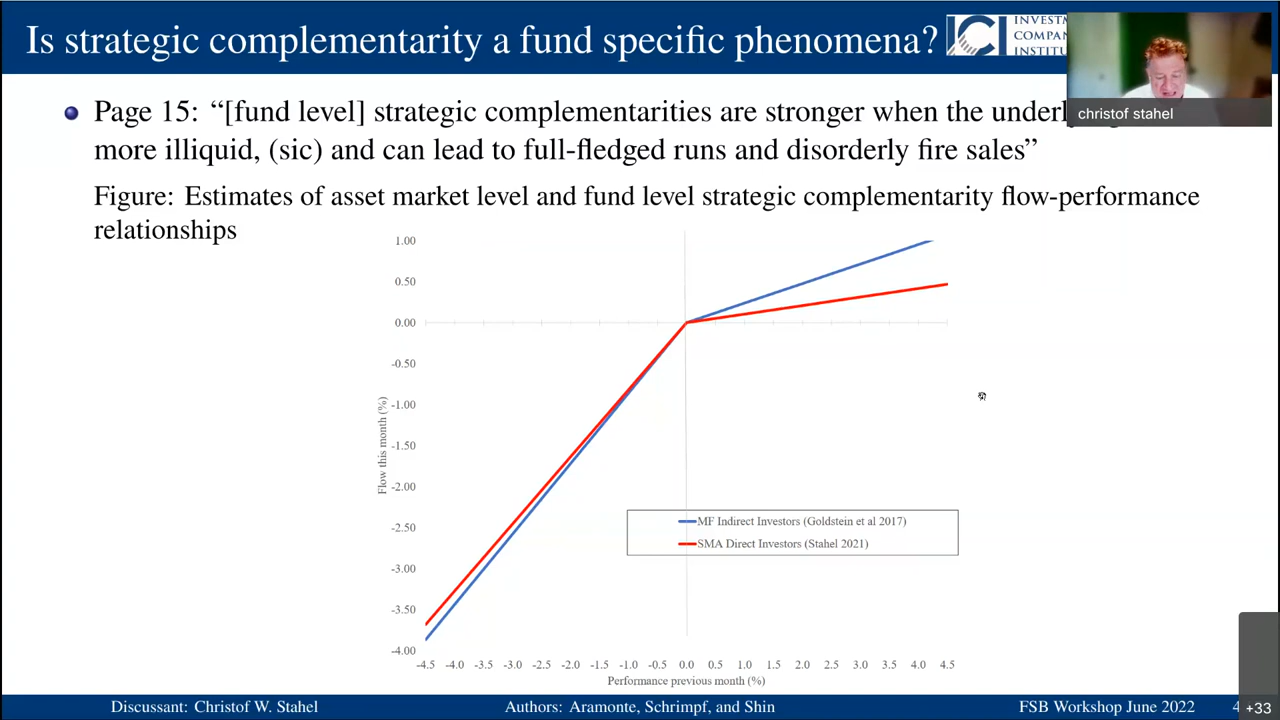 Is strategic complementarity a fund specific phenomena?
INVESTM
COMPAN
INSTITU
christof stahel
Page 15: “[fund level] strategic complementarities are stronger when the
more illiquid, (sic) and can lead to full-fledged runs and disorderly fire sales”
Figure: Estimates of asset market level and fund level strategic complementarity flow-performance
relationships
1.00
0.50
0.00
-0.50
-1.00
-1.50
-2.00
-2.50
-3.00
-3.50
-4.00
Flow this month (%)
MF Indirect Investors (Goldstein et al 2017)
SMA Direct Investors (Stahel 2021)
-4.5 -4.0 -3.5 -3.0 -2.5 -2.0 -1.5 -1.0 -0.5 0.0 0.5 1.0 1.5 2.0 2.5 3.0 3.5 4.0 4.5
Performance previous month (%)
Discussant: Christof W. Stahel Authors: Aramonte, Schrimpf, and Shin FSB Workshop June 2022 4
+33